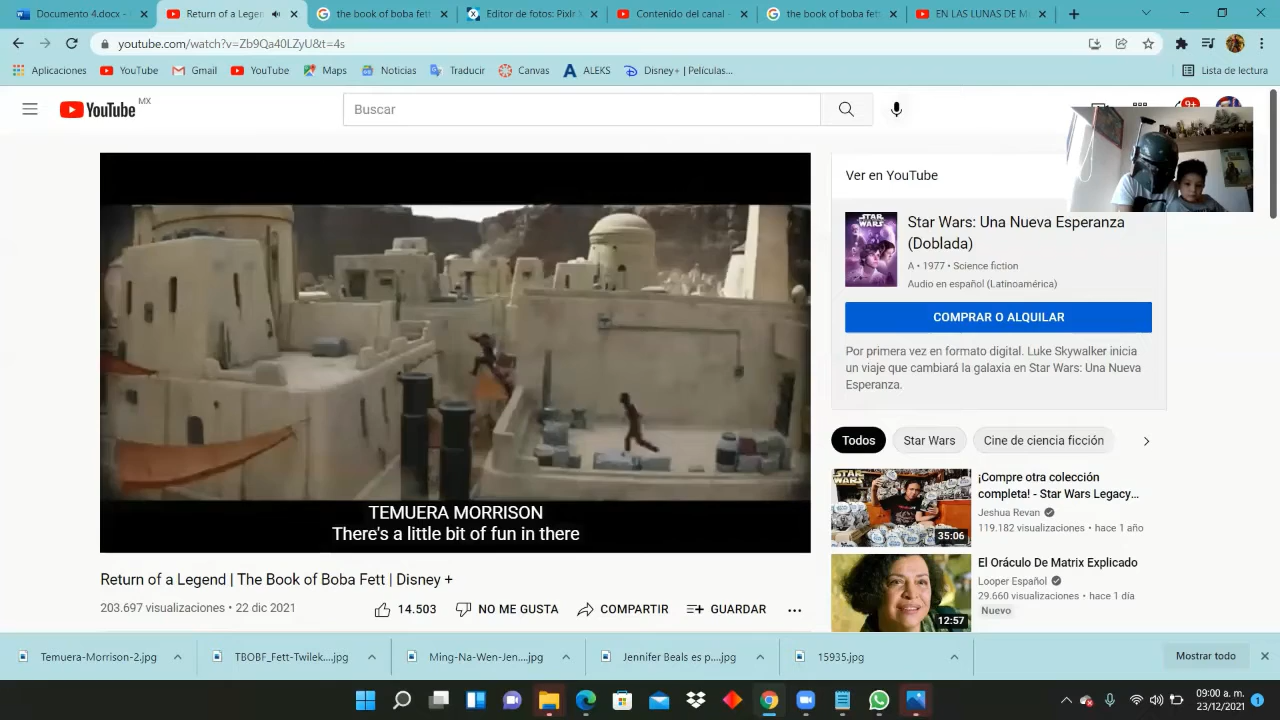 Documento 4.docx -
Return of a Legen
the book of boba fett
Editor de fotos: Pixlr X
Contenido del canal -
the book of boba fett
EN LAS LUNAS DE M
youtube.com/watch?v=Zb9Qa40LZyU&t=4s
Aplicaciones
YouTube
Gmail
YouTube
Maps
Noticias
Traducir
Canvas
ALEKS
Disney+ | Películas...
Lista de lectura
YouTube MX
Buscar
9+
Ver en YouTube
STAR WARS
Star Wars: Una Nueva Esperanza
(Doblada)
A • 1977 • Science fiction
Audio en español (Latinoamérica)
COMPRAR O ALQUILAR
Por primera vez en formato digital. Luke Skywalker inicia
un viaje que cambiará la galaxia en Star Wars: Una Nueva
Esperanza.
Todos
Star Wars
Cine de ciencia ficción
STAR WARS
35:06
¡Compre otra colección
completa! - Star Wars Legacy...
Jeshua Revan
119.182 visualizaciones • hace 1 año
12:57
El Oráculo De Matrix Explicado
Looper Español
29.660 visualizaciones • hace 1 día
Nuevo
TEMUERA MORRISON
There's a little bit of fun in there
Return of a Legend | The Book of Boba Fett | Disney +
203.697 visualizaciones • 22 dic 2021
14.503
NO ME GUSTA
COMPARTIR
GUARDAR
Temuera-Morrison-2.jpg
TBOBF_Fett-Twilek....jpg
Ming-Na-Wen-Jen....jpg
Jennifer Beals es p....jpg
15935.jpg
Mostrar todo
09:00 a. m.
23/12/2021
1